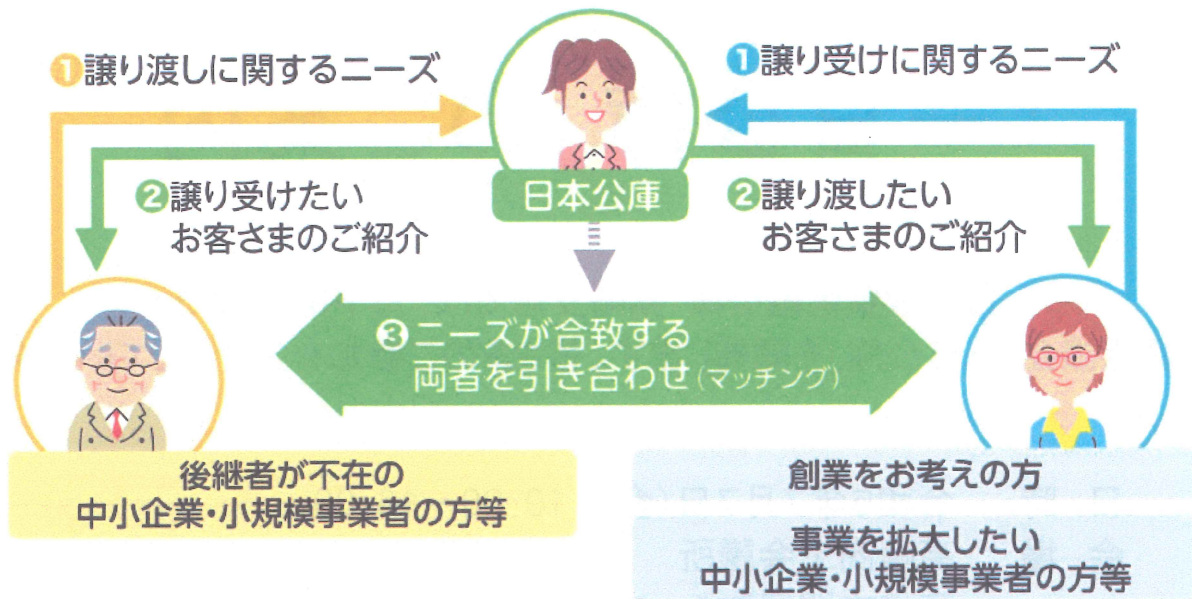 ❶譲り渡しに関するニーズ
❶譲り受けに関するニーズ
❷譲り受けたい
お客さまのご紹介
日本公庫
❷譲り渡したい
お客さまのご紹介
❸ニーズが合致する
両者を引き合わせ(マッチング)
後継者が不在の
中小企業・小規模事業者の方等
創業をお考えの方
事業を拡大したい
中小企業・小規模事業者の方等